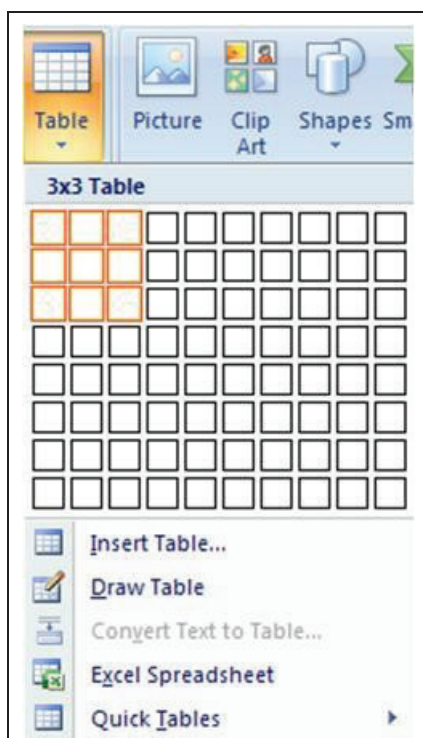 Table Picture Clip Shapes Sm
Art
3x3 Table
Insert Table...
Draw Table
Convert Text to Table...
Excel Spreadsheet
Quick Tables